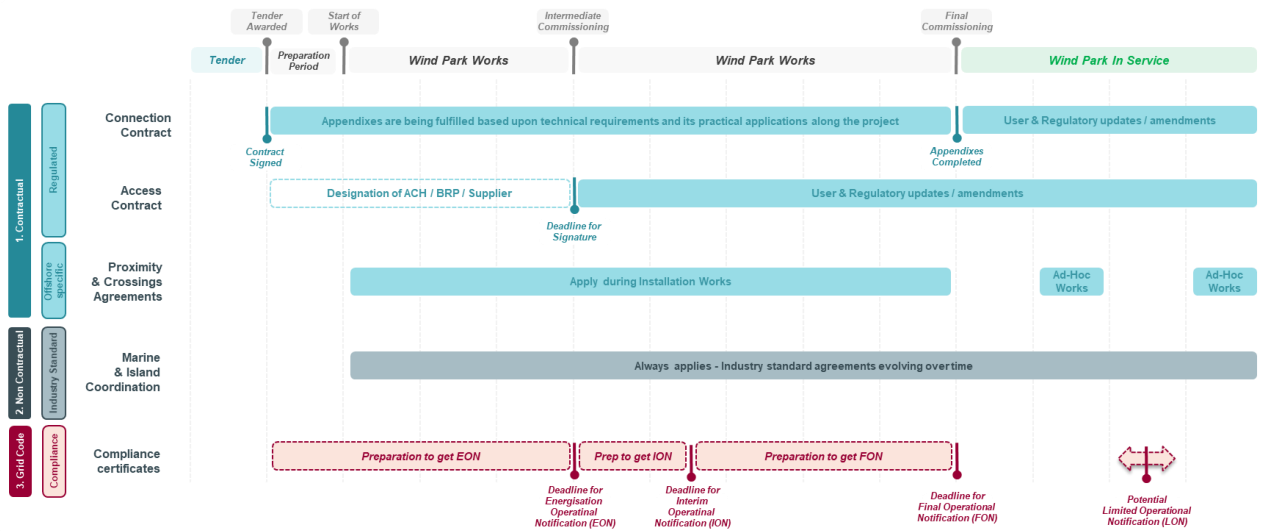 Tender
Awarded
Start of
Works
Intermediate
Commissioning
Final
Commissioning
Tender
Preparation
Period
Wind Park Works
Wind Park Works
Wind Park In Service
1. Contractual
Regulated
Connection
Contract
Appendixes are being fulfilled based upon technical requirements and its practical applications along the project
User & Regulatory updates / amendments
Contract
Signed
Appendixes
Completed
Access
Contract
Designation of ACH / BRP / Supplier
User & Regulatory updates / amendments
Deadline for
Signature
Offshore
specific
Proximity
& Crossings
Agreements
Apply during Installation Works
Ad-Hoc
Works
Ad-Hoc
Works
2. Non Contractual
Industry Standard
Marine
& Island
Coordination
Always applies - Industry standard agreements evolving over time
3. Grid Code
Compliance
Compliance
certificates
Preparation to get EON
Prep to get ION
Preparation to get FON
Deadline for
Energisation
Operatinal
Notification (EON)
Deadline for
Interim
Operatinal
Notification (ION)
Deadline for
Final Operational
Notification (FON)
Potential
Limited Operational
Notification (LON)